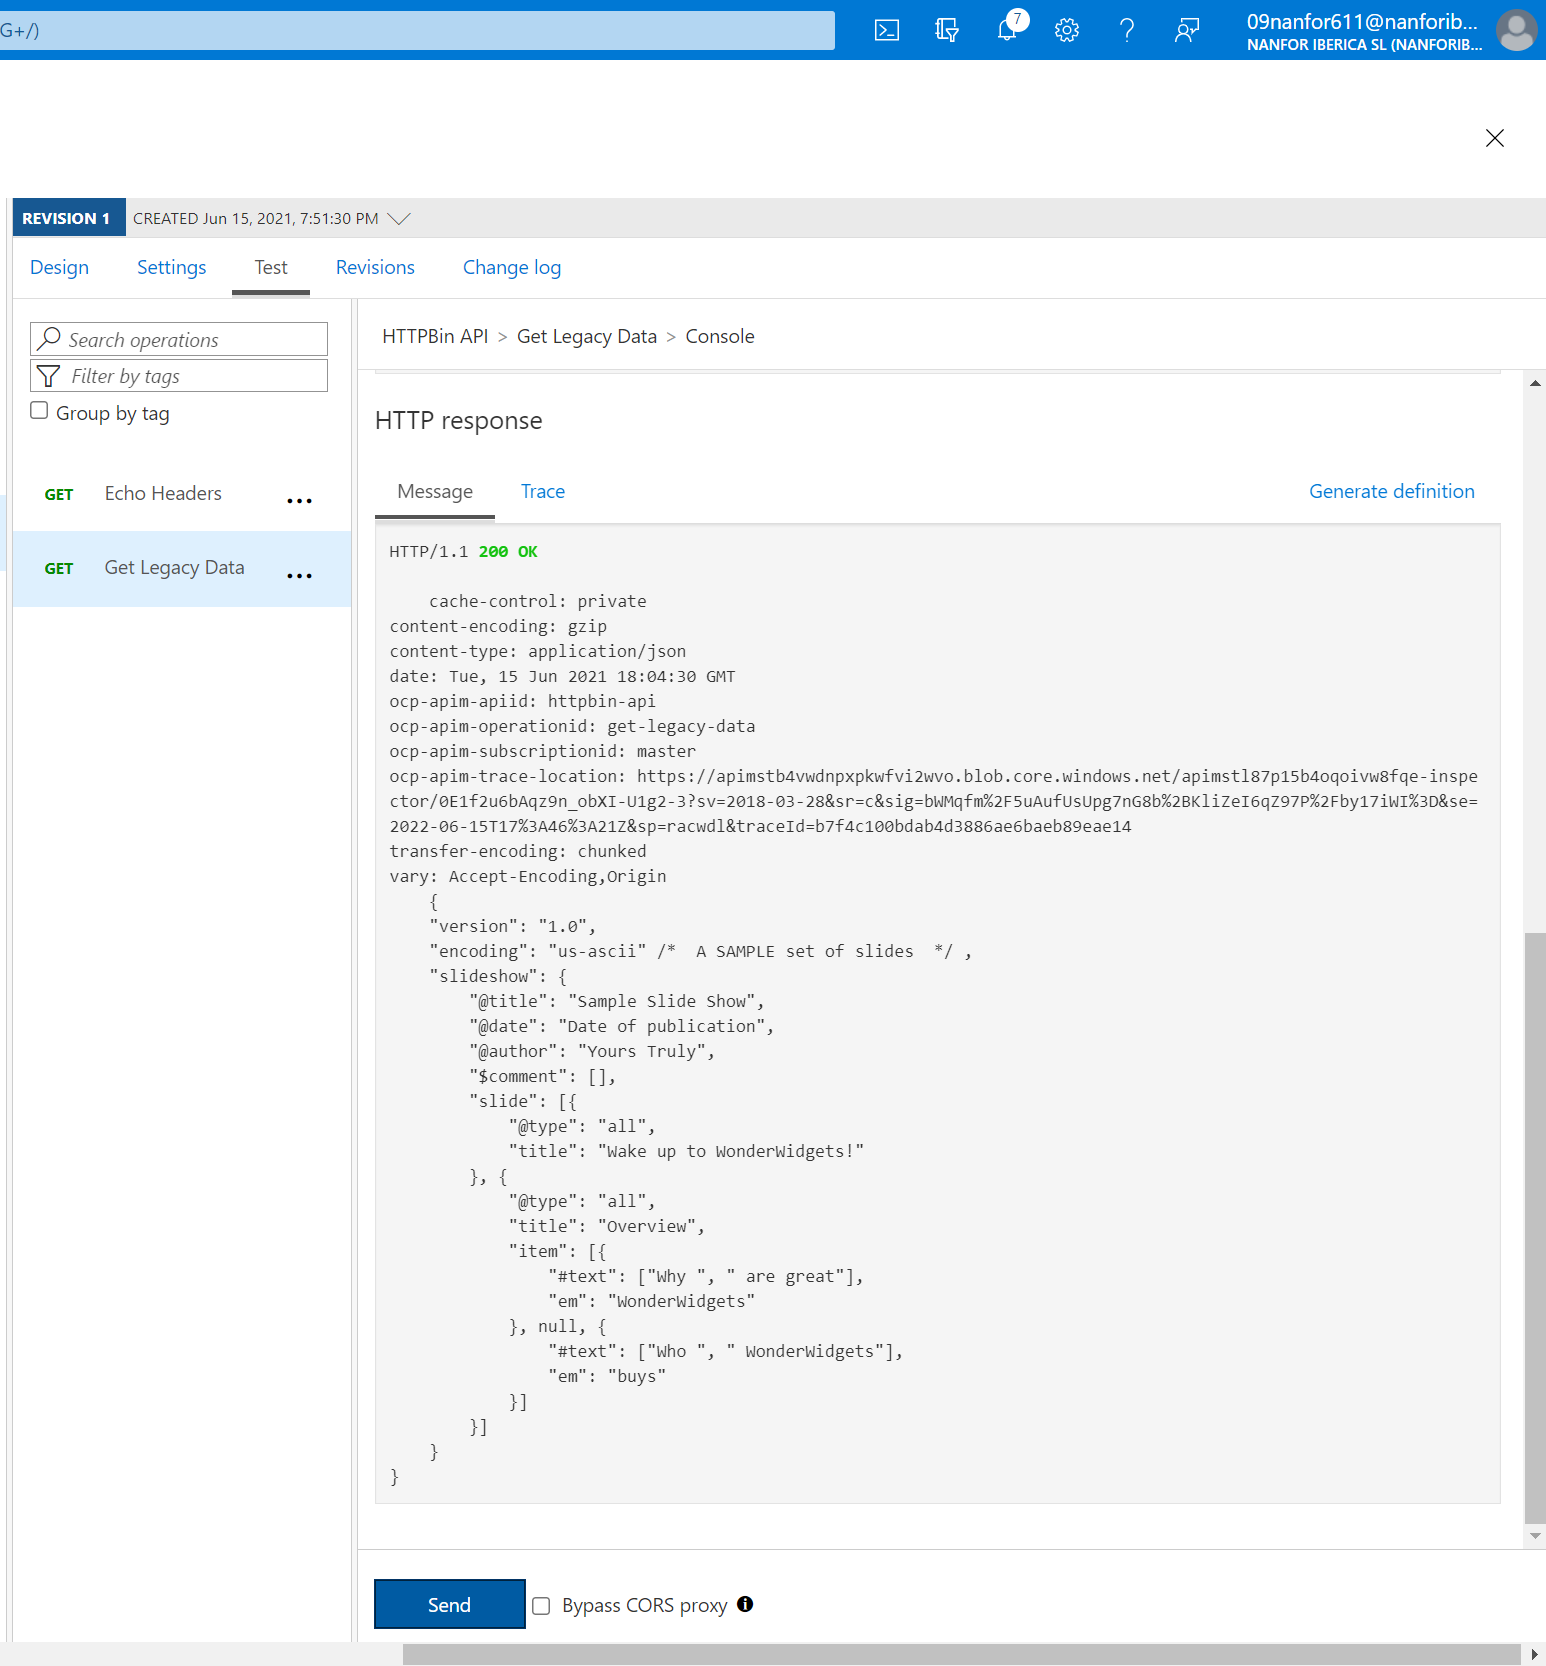 G+/)
7
09nanfor611@nanforib...
NANFOR IBERICA SL (NANFORIB...
REVISION 1
CREATED Jun 15, 2021, 7:51:30 PM
Design
Settings
Test
Revisions
Change log
Search operations
Filter by tags
Group by tag
GET Echo Headers ...
GET Get Legacy Data ...
HTTPBin API > Get Legacy Data > Console
HTTP response
Message
Trace
Generate definition
HTTP/1.1 200 OK
cache-control: private
content-encoding: gzip
content-type: application/json
date: Tue, 15 Jun 2021 18:04:30 GMT
ocp-apim-apiid: httpbin-api
ocp-apim-operationid: get-legacy-data
ocp-apim-subscriptionid: master
ocp-apim-trace-location: https://apimstb4vwdnpxpkwfvi2wvo.blob.core.windows.net/apimstl87p15b4oqoivw8fqe-inspe
ctor/0E1f2u6bAqz9n_obXI-U1g2-3?sv=2018-03-28&sr=c&sig=bWMqfm%2F5uAufUsUpg7nG8b%2BKliZeI6qZ97P%2Fby17iWI%3D&se=
2022-06-15T17%3A46%3A21Z&sp=racwdl&traceId=b7f4c100bdab4d3886ae6baeb89eae14
transfer-encoding: chunked
vary: Accept-Encoding,Origin
{
"version": "1.0",
"encoding": "us-ascii" /*  A SAMPLE set of slides  */ ,
"slideshow": {
"@title": "Sample Slide Show",
"@date": "Date of publication",
"@author": "Yours Truly",
"$comment": [],
"slide": [{
"@type": "all",
"title": "Wake up to WonderWidgets!"
}, {
"@type": "all",
"title": "Overview",
"item": [{
"#text": ["Why ", " are great"],
"em": "WonderWidgets"
}, null, {
"#text": ["Who ", " WonderWidgets"],
"em": "buys"
}]
}]
}
}
Send
Bypass CORS proxy